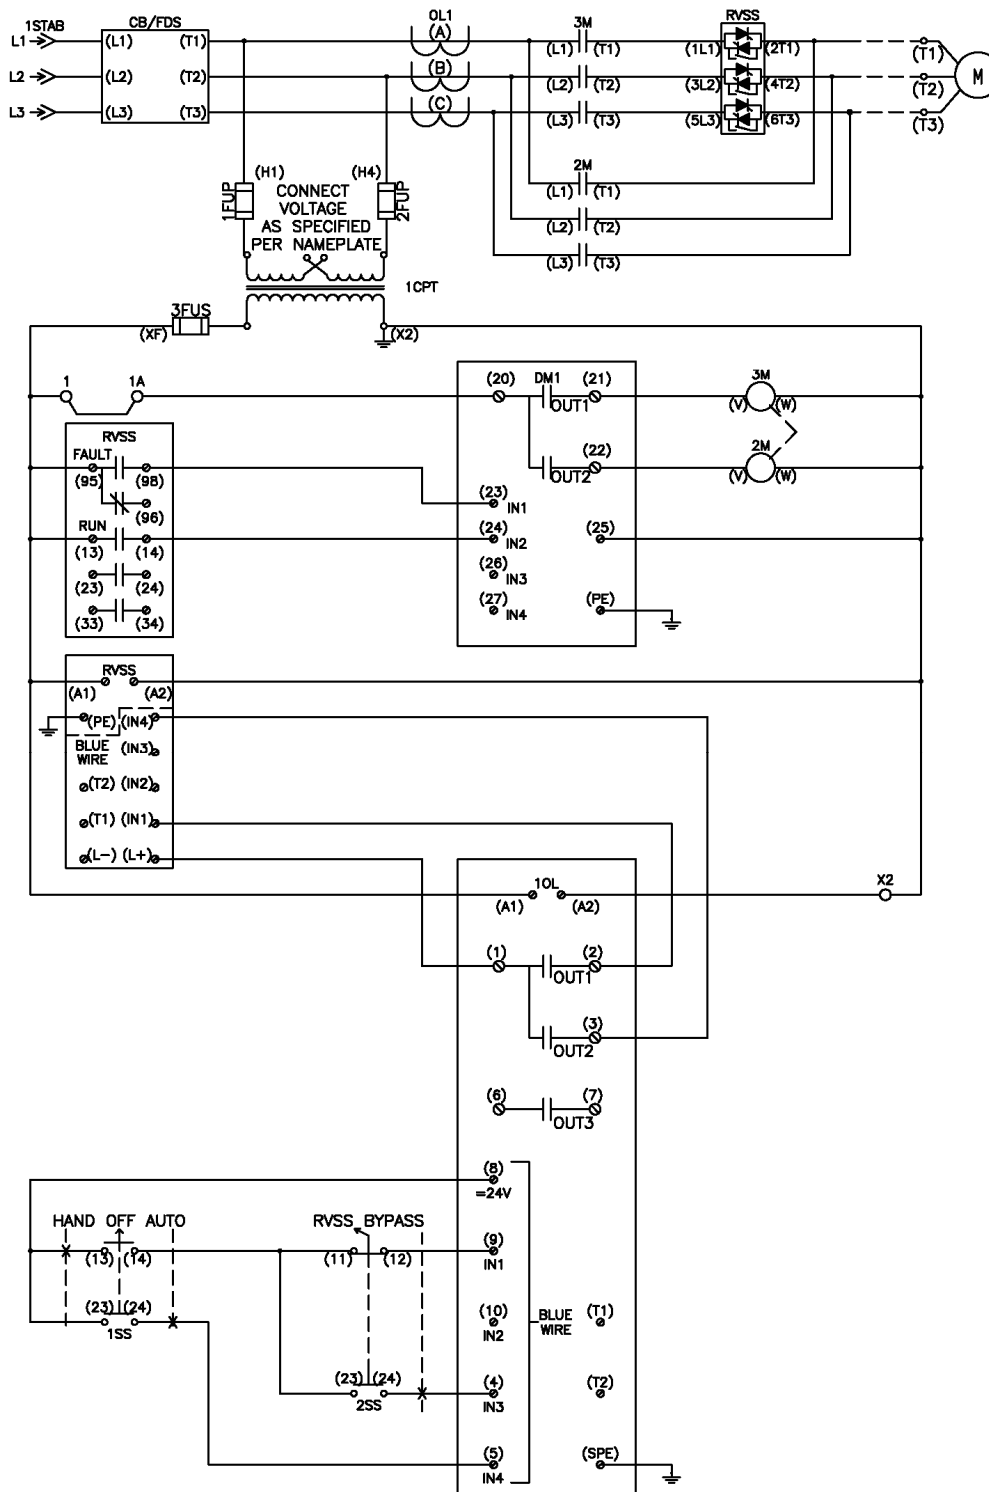 1STAB CB/FDS OL1 3M RVSS
L1 (L1) (T1) (A) (L1) (T1) (1L1) (2T1) (T1)
L2 (L2) (T2) (B) (L2) (T2) (3L2) (4T2) (T2) M
L3 (L3) (T3) (C) (L3) (T3) (5L3) (6T3) (T3)
(H1) (H4) 2M
1FUP CONNECT 2FUP (L1) (T1)
VOLTAGE
AS SPECIFIED (L2) (T2)
PER NAMEPLATE (L3) (T3)
1CPT
3FUS
(XF) (X2)
1 1A (20) DM1 (21) 3M
OUT1 (V) (W)
RVSS
FAULT (22) 2M
(95) (98) OUT2 (V) (W)
(23)
(96) IN1
RUN (24) (25)
(13) (14) IN2
(26)
(23) (24) IN3
(27) (PE)
(33) (34) IN4
RVSS
(A1) (A2)
(PE) (IN4)
BLUE (IN3)
WIRE
(T2) (IN2)
(T1) (IN1)
(L-) (L+)
1OL X2
(A1) (A2)
(1) (2)
OUT1
(3)
OUT2
(6) (7)
OUT3
(8)
=24V
HAND OFF AUTO RVSS BYPASS
(13) (14) (11) (12) (9)
IN1
(23) (24) (10) BLUE (T1)
1SS IN2 WIRE
(23) (24) (4) (T2)
2SS IN3
(5) (SPE)
IN4